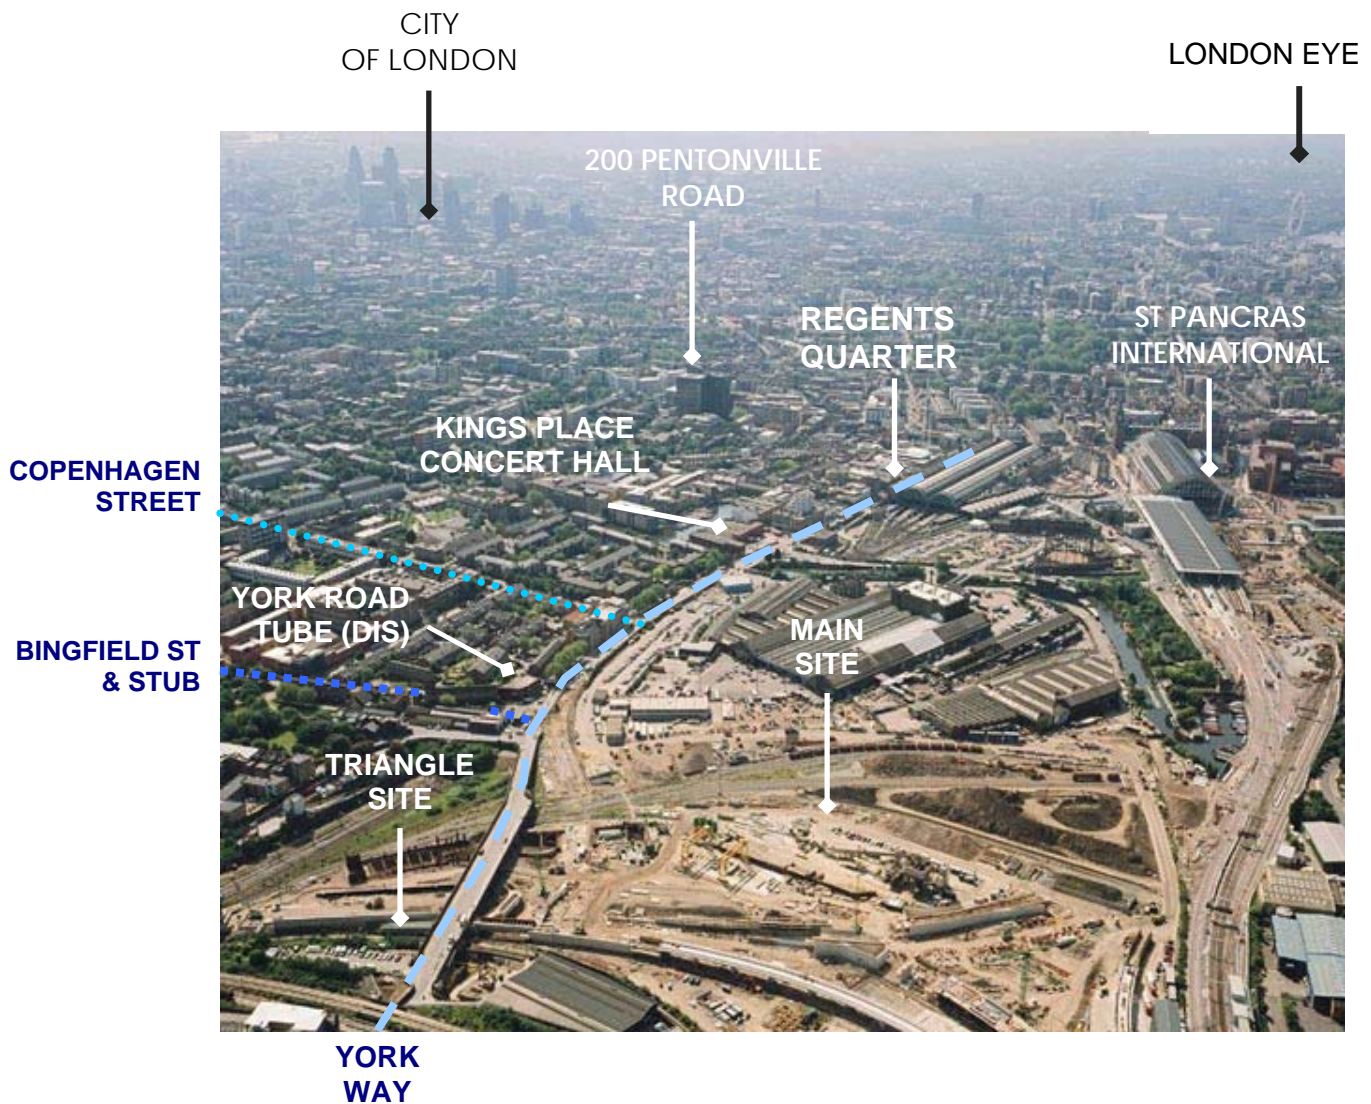 CITY
OF LONDON
LONDON EYE
200 PENTONVILLE
ROAD
REGENTS
QUARTER
ST PANCRAS
INTERNATIONAL
KINGS PLACE
CONCERT HALL
COPENHAGEN
STREET
YORK ROAD
TUBE (DIS)
MAIN
SITE
BINGFIELD ST
& STUB
TRIANGLE
SITE
YORK
WAY